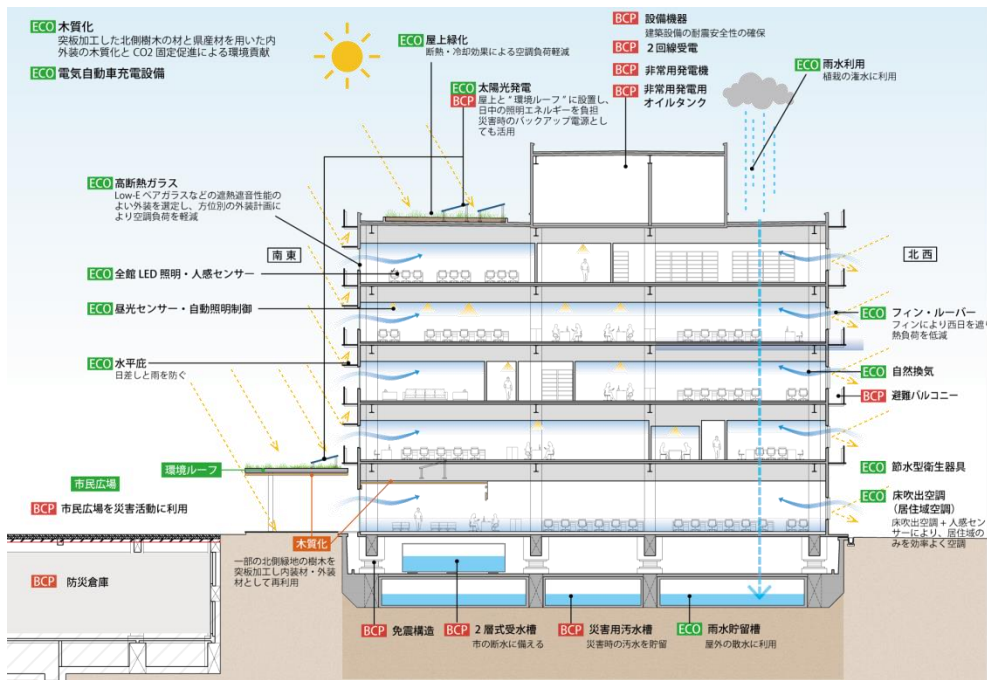 ECO 木質化
突板加工した北側樹木の材と県産材を用いた内
外装の木質化と CO2 固定促進による環境貢献
ECO 電気自動車充電設備
ECO 屋上緑化
断熱・冷却効果による空調負荷軽減
ECO 太陽光発電
BCP 屋上と“環境ルーフ”に設置し、
日中の照明エネルギーを負担
災害時のバックアップ電源とし
ても活用
BCP 設備機器
建築設備の耐震安全性の確保
BCP 2回線受電
BCP 非常用発電機
BCP 非常用発電用
オイルタンク
ECO 雨水利用
植栽の潅水に利用
ECO 高断熱ガラス
Low-E ペアガラスなどの遮熱遮音性能の
よい外装を選定し、方位別の外装計画に
より空調負荷を軽減
南東
北西
ECO 全館 LED 照明・人感センサー
ECO 昼光センサー・自動照明制御
ECO 水平庇
日差しと雨を防ぐ
ECO フィン・ルーバー
フィンにより西日を遮り
熱負荷を低減
ECO 自然換気
BCP 避難バルコニー
ECO 節水型衛生器具
ECO 床吹出空調
（居住域空調）
床吹出空調 + 人感セン
サーにより、居住域の
みを効率よく空調
環境ルーフ
市民広場
BCP 市民広場を災害活動に利用
木質化
一部の北側緑地の樹木を
突板加工し内装材・外装
材として再利用
BCP 防災倉庫
BCP 免震構造
BCP 2 層式受水槽
市の断水に備える
BCP 災害用汚水槽
災害時の汚水を貯留
ECO 雨水貯留槽
屋外の散水に利用